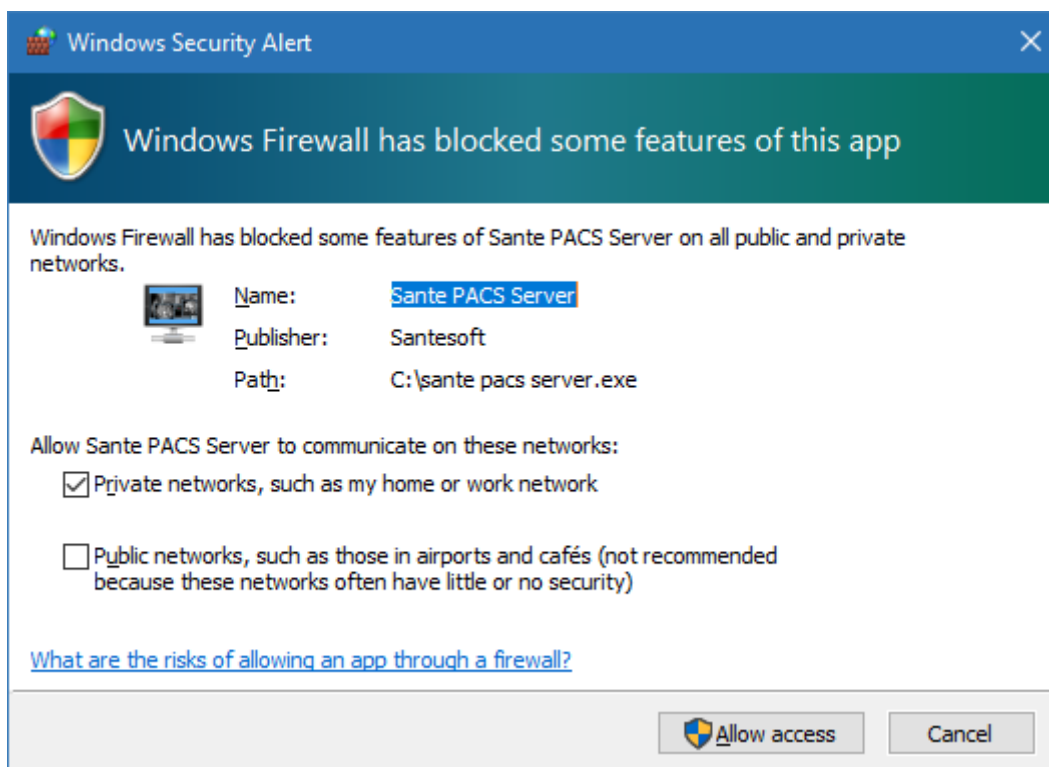 Windows Security Alert
Windows Firewall has blocked some features of this app
Windows Firewall has blocked some features of Sante PACS Server on all public and private
networks.
Name: Sante PACS Server
Publisher: Santesoft
Path: C:\sante pacs server.exe
Allow Sante PACS Server to communicate on these networks:
Private networks, such as my home or work network
Public networks, such as those in airports and cafés (not recommended
because these networks often have little or no security)
What are the risks of allowing an app through a firewall?
Allow access Cancel